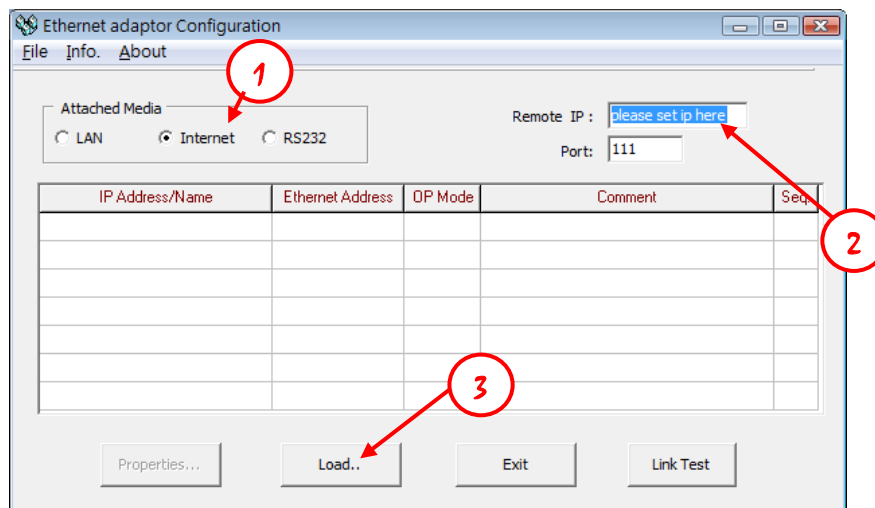 Ethernet adaptor Configuration
File Info. About
1
Attached Media
LAN Internet RS232
Remote IP :
please set ip here
Port:
111
IP Address/Name Ethernet Address OP Mode Comment Seq.
2
3
Properties... Load.. Exit Link Test